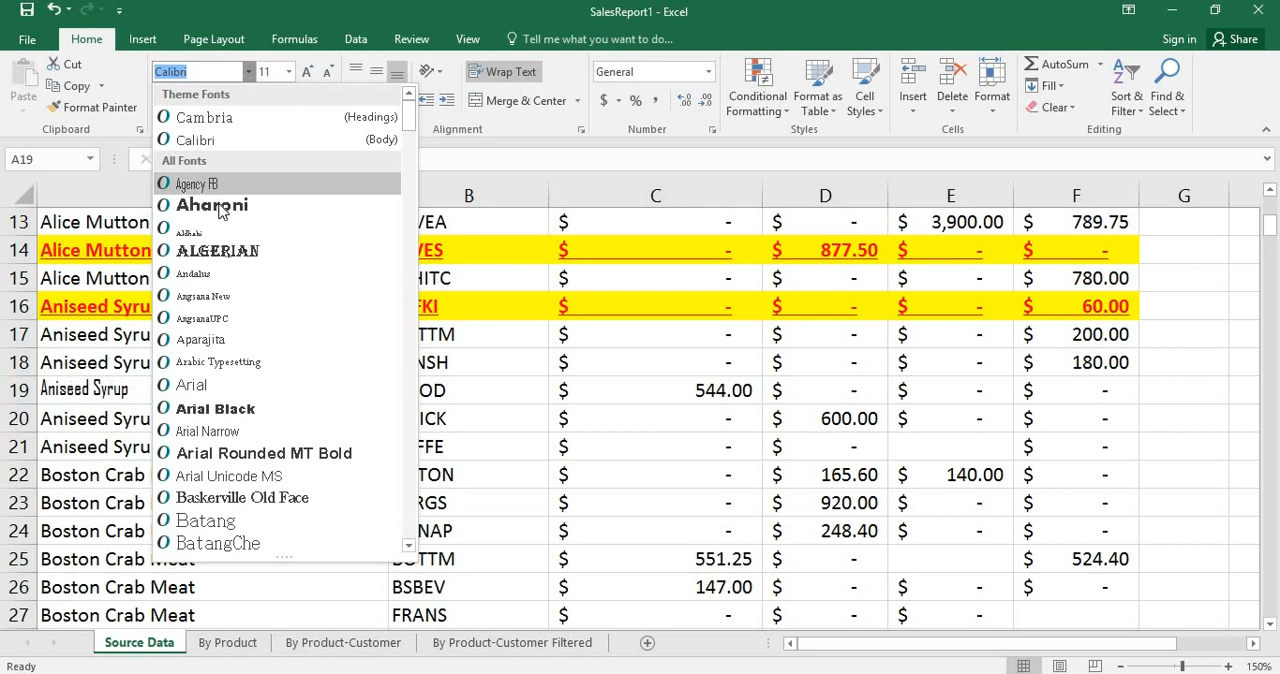 SalesReport1 - Excel
File Home Insert Page Layout Formulas Data Review View Tell me what you want to do... Sign in Share
Paste Cut Copy Format Painter Clipboard
Calibri 11
Wrap Text Merge & Center Alignment
General $ % , Number
Conditional Formatting Format as Table Cell Styles Styles
Insert Delete Format Cells
AutoSum Fill Clear Sort & Filter Find & Select Editing
A19
Theme Fonts
O Cambria (Headings)
O Calibri (Body)
All Fonts
O Agency FB
O Aharoni
O Aldhabi
O ALGERIAN
O Andalus
O Angsana New
O AngsanaUPC
O Aparajita
O Arabic Typesetting
O Arial
O Arial Black
O Arial Narrow
O Arial Rounded MT Bold
O Arial Unicode MS
O Baskerville Old Face
O Batang
O BatangChe
B C D E F G
13 Alice Mutton VEA $ - $ - $ 3,900.00 $ 789.75
14 Alice Mutton VES $ - $ 877.50 $ - $ -
15 Alice Mutton HITC $ - $ - $ - $ 780.00
16 Aniseed Syru FKI $ - $ - $ - $ 60.00
17 Aniseed Syru TTM $ - $ - $ - $ 200.00
18 Aniseed Syru NSH $ - $ - $ - $ 180.00
19 Aniseed Syrup OD $ 544.00 $ - $ - $ -
20 Aniseed Syru ICK $ - $ 600.00 $ - $ -
21 Aniseed Syru FFE $ - $ - $ -
22 Boston Crab TON $ - $ 165.60 $ 140.00 $ -
23 Boston Crab RGS $ - $ 920.00 $ - $ -
24 Boston Crab NAP $ - $ 248.40 $ - $ -
25 Boston Crab Meat BOTTM $ 551.25 $ - $ 524.40
26 Boston Crab Meat BSBEV $ 147.00 $ - $ - $ -
27 Boston Crab Meat FRANS $ - $ - $ -
Source Data By Product By Product-Customer By Product-Customer Filtered
Ready 150%